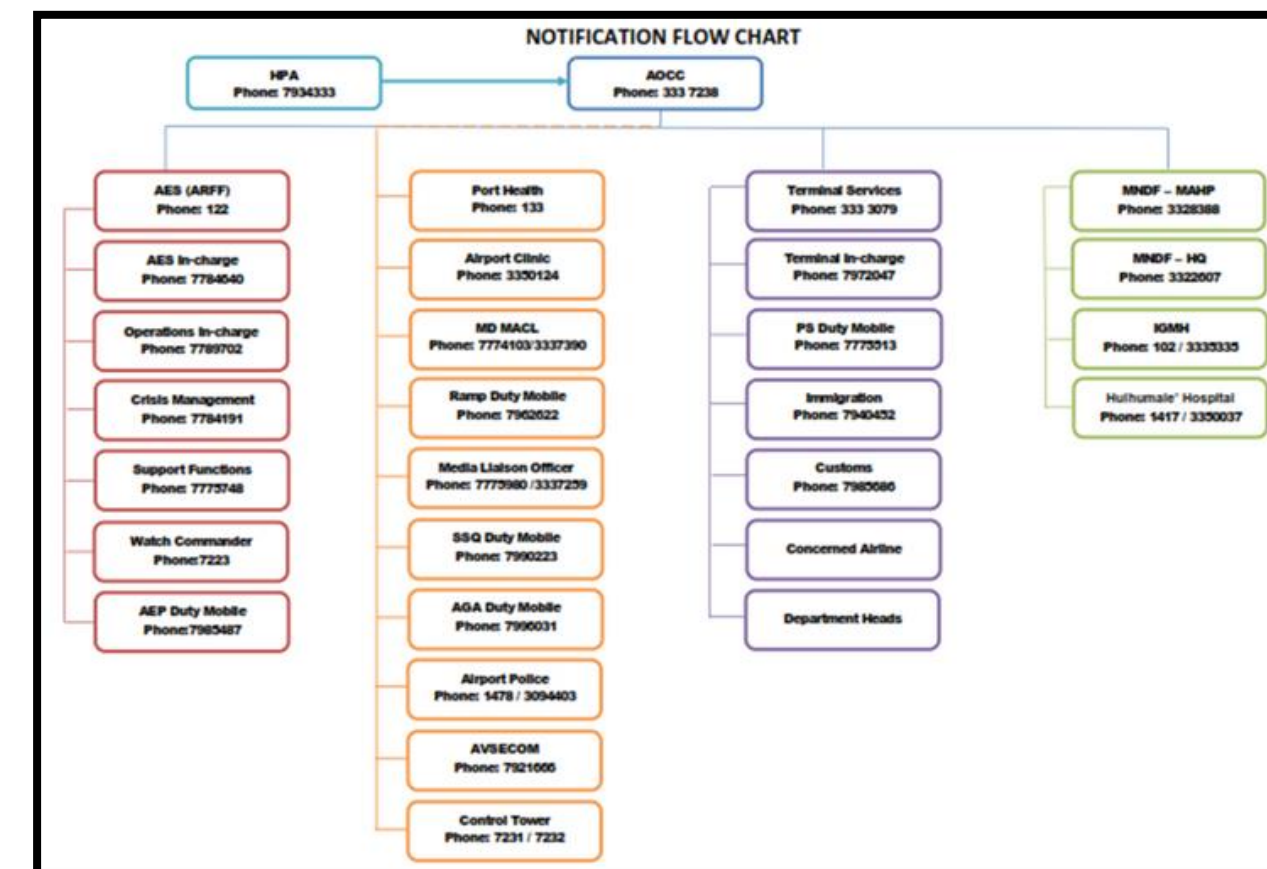 NOTIFICATION FLOW CHART
HPA
Phone: 7934333
AOCC
Phone: 333 7238
AES (ARFF)
Phone: 122
AES In-charge
Phone: 7784640
Operations In-charge
Phone: 7789702
Crisis Management
Phone: 7784191
Support Functions
Phone: 7775748
Watch Commander
Phone:7223
AEP Duty Mobile
Phone:7985487
Port Health
Phone: 133
Airport Clinic
Phone: 3350124
MD MACL
Phone: 7774103/3337390
Ramp Duty Mobile
Phone: 7962622
Media Liaison Officer
Phone: 7775980 /3337259
SSQ Duty Mobile
Phone: 7990223
AGA Duty Mobile
Phone: 7996031
Airport Police
Phone: 1478 / 3094403
AVSECOM
Phone: 7921666
Control Tower
Phone: 7231 / 7232
Terminal Services
Phone: 333 3079
Terminal In-charge
Phone: 7972047
PS Duty Mobile
Phone: 7775513
Immigration
Phone: 7940452
Customs
Phone: 7985686
Concerned Airline
Department Heads
MNDF – MAHP
Phone: 3328388
MNDF – HQ
Phone: 3322607
IGMH
Phone: 102 / 3335335
Hulhumale' Hospital
Phone: 1417 / 3350037